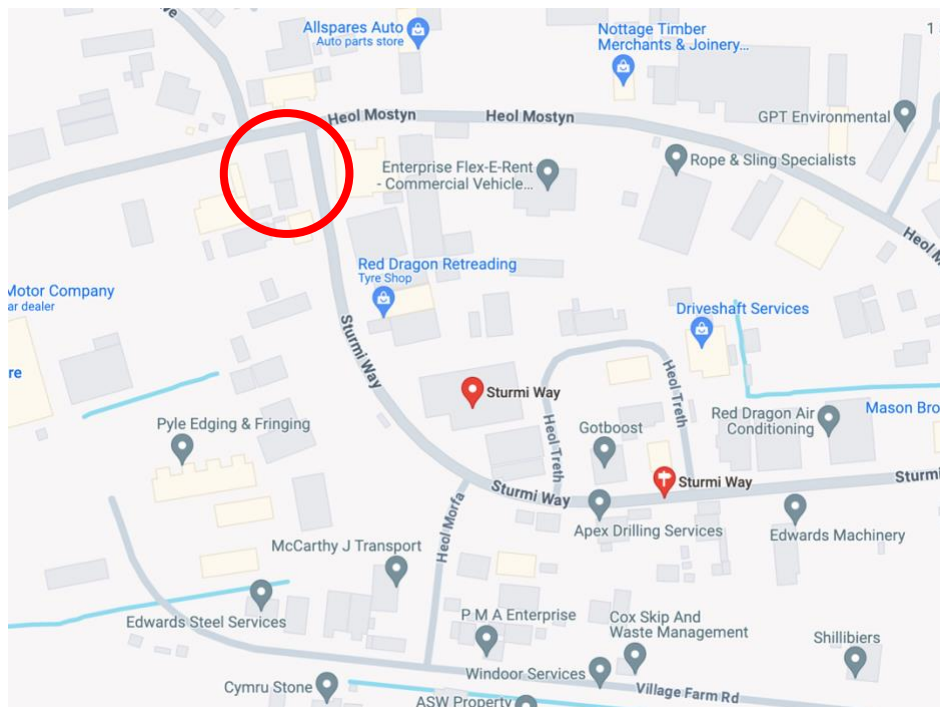 ve
Allspares Auto
Auto parts store
Nottage Timber
Merchants & Joinery...
1
Heol Mostyn
Heol Mostyn
GPT Environmental
Enterprise Flex-E-Rent
- Commercial Vehicle...
Rope & Sling Specialists
Heol M
Red Dragon Retreading
Tyre Shop
Motor Company
ar dealer
Driveshaft Services
Sturmi Way
re
Sturmi Way
Heol Treth
Heol Treth
Pyle Edging & Fringing
Gotboost
Red Dragon Air
Conditioning
Mason Bro
Sturmi Way
Sturmi Way
Sturmi
Heol Morfa
Apex Drilling Services
Edwards Machinery
McCarthy J Transport
Edwards Steel Services
P M A Enterprise
Cox Skip And
Waste Management
Shillibiers
Windoor Services
Cymru Stone
Village Farm Rd
ASW Property